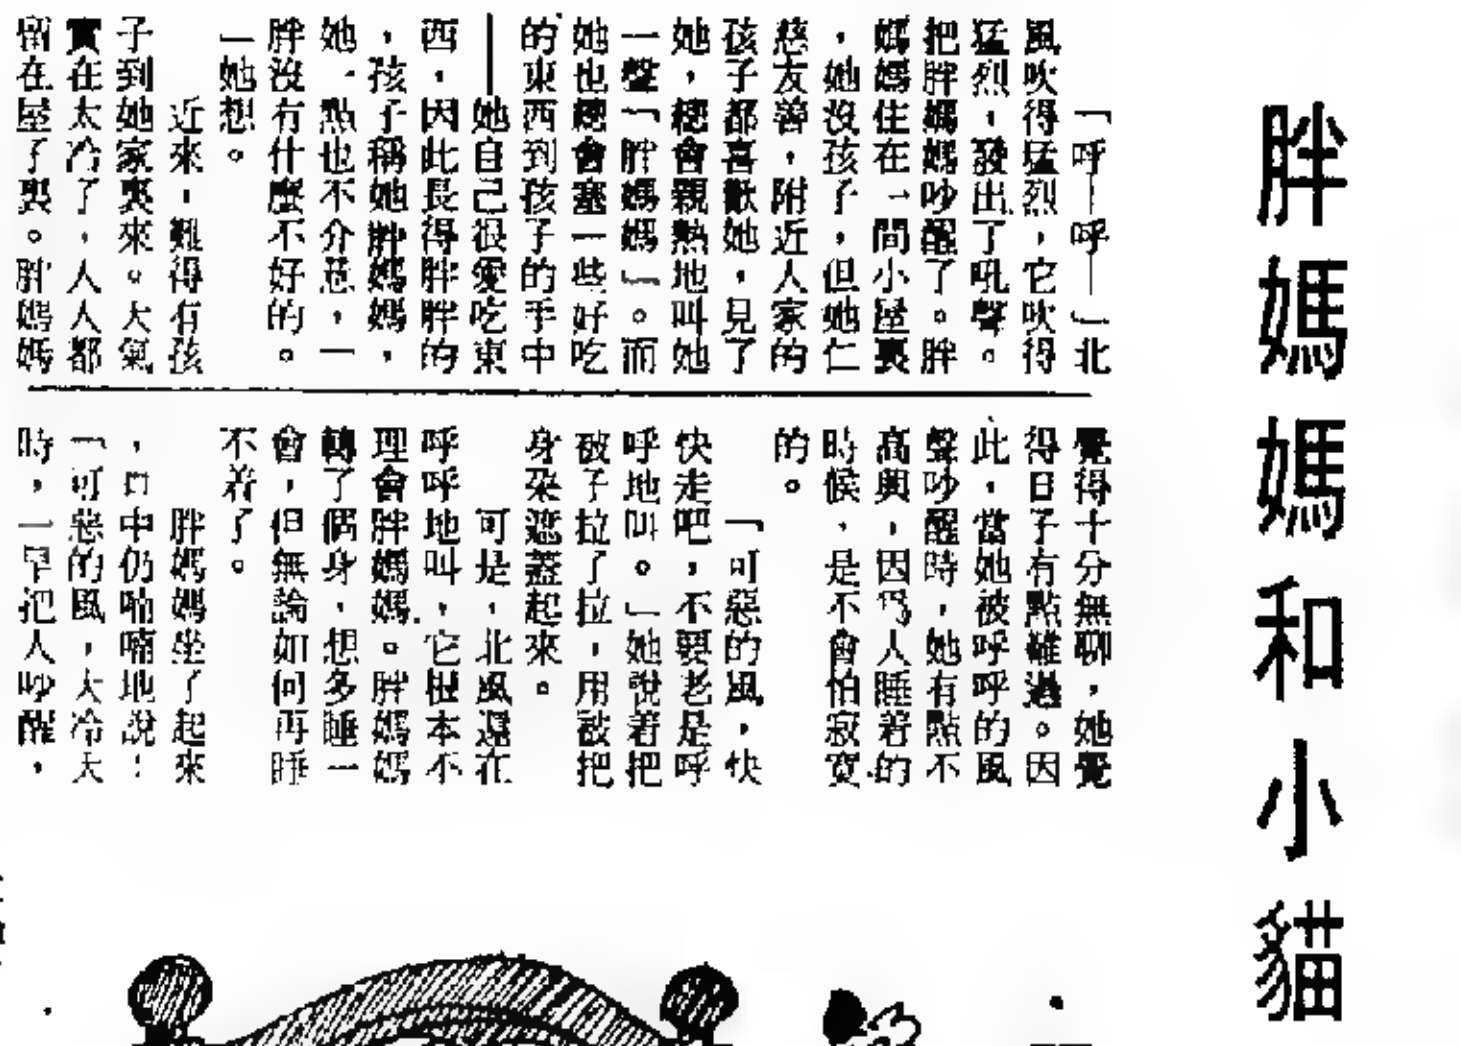 胖媽媽和小貓
「呼─呼─」北
風吹得猛烈，它吹得
猛烈，發出了吼聲。
把胖媽媽吵醒了。胖
媽媽住在一間小屋裏
，她沒孩子，但她仁
慈友善，附近人家的
孩子都喜歡她，見了
她，總會親熱地叫她
一聲「胖媽媽」。而
她也總會塞一些好吃
的東西到孩子的手中
──她自己很愛吃東
西，因此長得胖胖的
，孩子稱她胖媽媽，
她一點也不介意，「
胖沒有什麼不好的。
」她想。
近來，難得有孩
子到她家裏來。大氣
實在太冷了，人人都
留在屋子裏。胖媽媽
覺得十分無聊，她覺
得日子有點難過。因
此，當她被呼呼的風
聲吵醒時，她有點不
高興，因爲人睡着的
時候，是不會怕寂寞
的。
「可惡的風，快
快走吧，不要老是呼
呼地叫。」她說着把
被子拉了拉，用被把
身朶遮蓋起來。
可是，北風還在
呼呼地叫，它根本不
理會胖媽媽。胖媽媽
轉了個身，想多睡一
會，但無論如何再睡
不着了。
胖媽媽坐了起來
，口中仍喃喃地說：
「可惡的風，大冷天
時，一早把人吵醒，